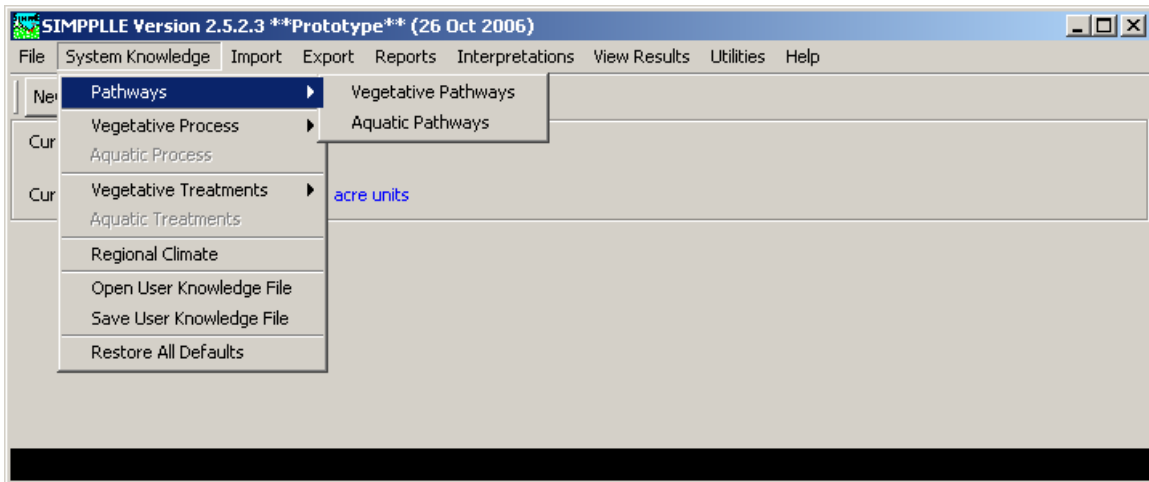 SIMPPLLE Version 2.5.2.3 **Prototype** (26 Oct 2006)
File System Knowledge Import Export Reports Interpretations View Results Utilities Help
Pathways
Vegetative Pathways
Aquatic Pathways
Vegetative Process
Aquatic Process
Vegetative Treatments
acre units
Aquatic Treatments
Regional Climate
Open User Knowledge File
Save User Knowledge File
Restore All Defaults